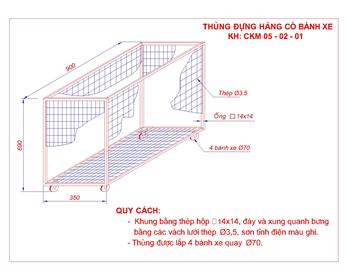 THÙNG ĐỰNG HÀNG CÓ BÁNH XE
KH: CKM 05 - 02 - 01
900
Thép Ø3.5
Ống □14x14
690
4 bánh xe Ø70
350
QUY CÁCH:
- Khung bằng thép hộp □14x14, đáy và xung quanh bưng
bằng các vách lưới thép Ø3,5, sơn tĩnh điện màu ghi.
- Thùng được lắp 4 bánh xe quay Ø70.